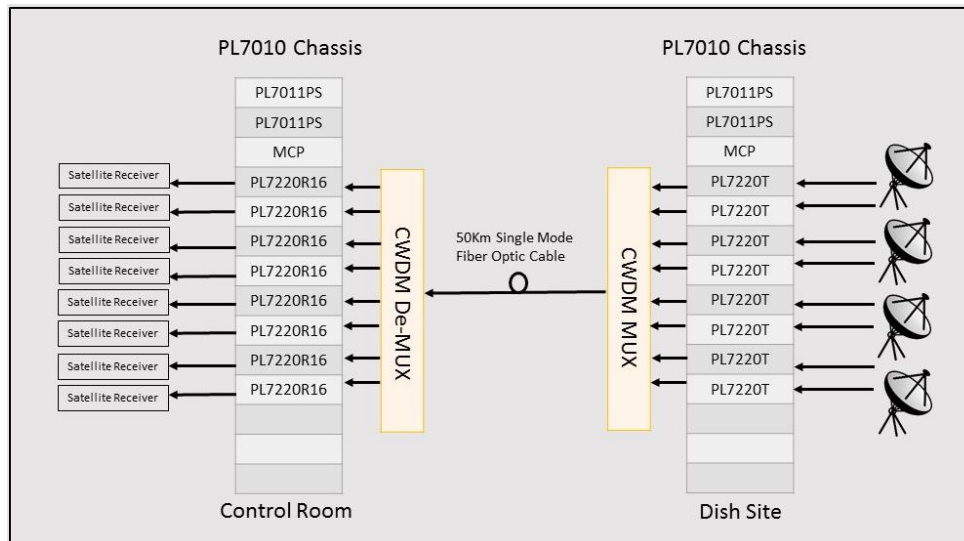 PL7010 Chassis
PL7011PS
PL7011PS
MCP
PL7220R16
PL7220R16
PL7220R16
PL7220R16
PL7220R16
PL7220R16
PL7220R16
PL7220R16
Control Room
Satellite Receiver
Satellite Receiver
Satellite Receiver
Satellite Receiver
Satellite Receiver
Satellite Receiver
Satellite Receiver
Satellite Receiver
CWDM De-MUX
50Km Single Mode
Fiber Optic Cable
CWDM MUX
PL7010 Chassis
PL7011PS
PL7011PS
MCP
PL7220T
PL7220T
PL7220T
PL7220T
PL7220T
PL7220T
PL7220T
PL7220T
Dish Site